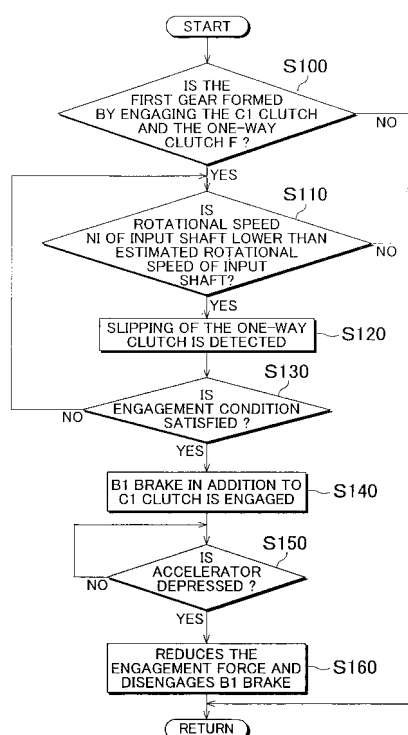 START
S100
IS THE
FIRST GEAR FORMED
BY ENGAGING THE C1 CLUTCH
AND THE ONE-WAY
CLUTCH F ?
NO
YES
S110
IS
ROTATIONAL SPEED
NI OF INPUT SHAFT LOWER THAN
ESTIMATED ROTATIONAL
SPEED OF INPUT
SHAFT?
NO
YES
SLIPPING OF THE ONE-WAY
CLUTCH IS DETECTED
S120
S130
IS
ENGAGEMENT CONDITION
SATISFIED ?
NO
YES
B1 BRAKE IN ADDITION TO
C1 CLUTCH IS ENGAGED
S140
S150
IS
ACCELERATOR
DEPRESSED ?
NO
YES
REDUCES THE
ENGAGEMENT FORCE AND
DISENGAGES B1 BRAKE
S160
RETURN